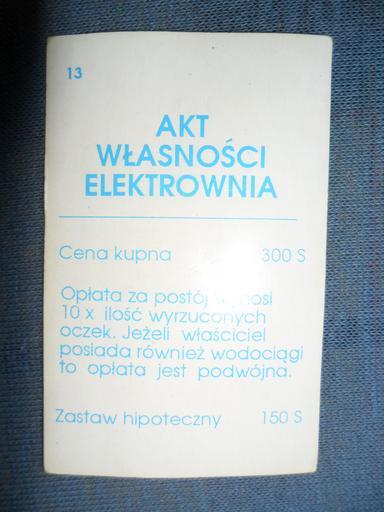 13
AKT
WŁASNOŚCI
ELEKTROWNIA
Cena kupna 300 S
Opłata za postój wynosi
10 x ilość wyrzuconych
oczek. Jeżeli właściciel
posiada również wodociągi
to opłata jest podwójna.
Zastaw hipoteczny 150 S